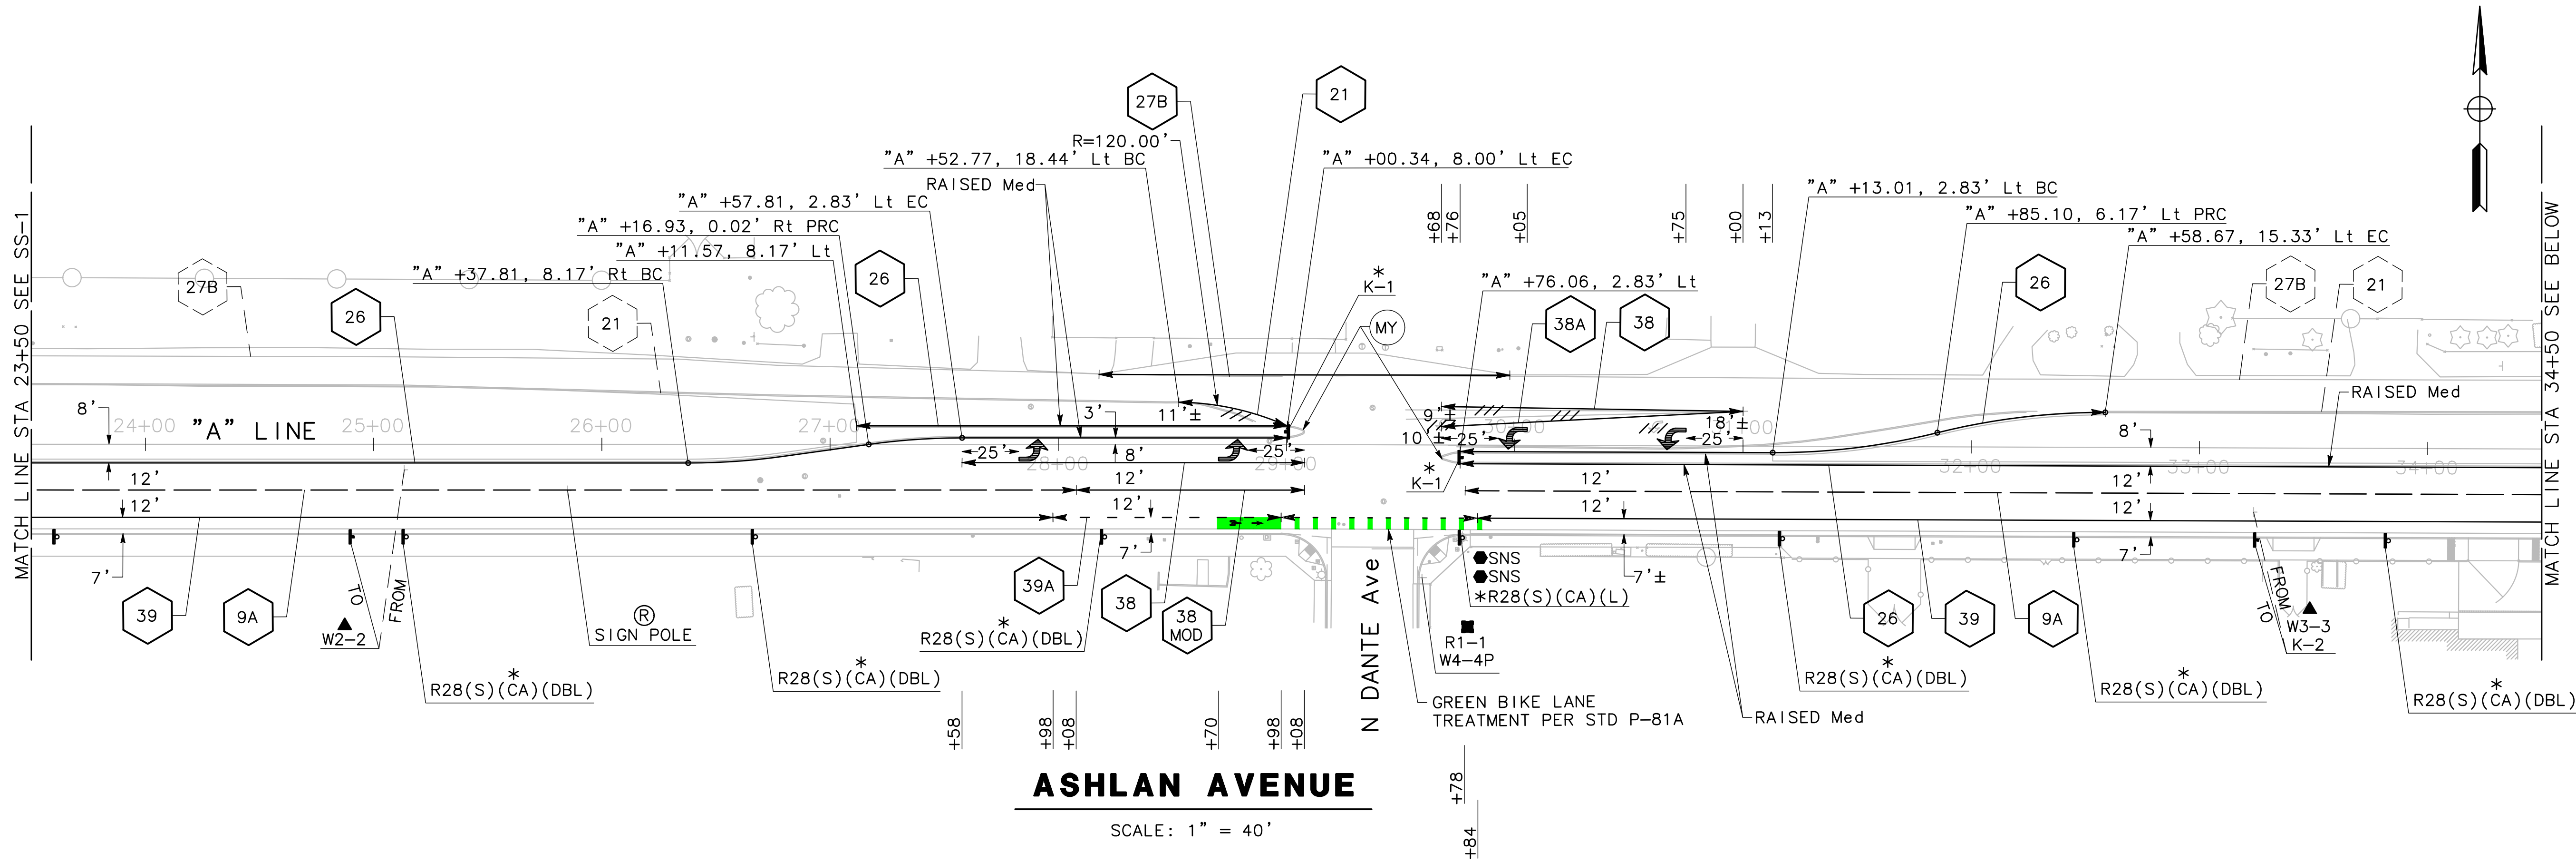 27B
21
R=120.00'
"A" +52.77, 18.44' Lt BC
"A" +00.34, 8.00' Lt EC
RAISED Med
"A" +57.81, 2.83' Lt EC
"A" +13.01, 2.83' Lt BC
"A" +16.93, 0.02' Rt PRC
"A" +85.10, 6.17' Lt PRC
"A" +11.57, 8.17' Lt
"A" +58.67, 15.33' Lt EC
"A" +37.81, 8.17' Rt BC
"A" +76.06, 2.83' Lt
+68
+76
+05
+75
+00
+13
27B
26
21
26
*
K-1
MY
38A
38
26
27B
21
MATCH LINE STA 23+50 SEE SS-1
MATCH LINE STA 34+50 SEE BELOW
RAISED Med
8'
24+00
"A" LINE
25+00
26+00
27+00
3'
11'±
9'±
10'±
18'±
25'
25'
25'
25'
8'
8'
28+00
29+00
32+00
33+00
34+00
*
K-1
12'
12'
12'
12'
12'
12'
12'
12'
7'
7'
7'±
7'
39
9A
TO
FROM
W2-2
Ⓡ
SIGN POLE
39A
38
38
MOD
SNS
SNS
*R28(S)(CA)(L)
R1-1
W4-4P
26
39
9A
FROM
TO
W3-3
K-2
*
R28(S)(CA)(DBL)
*
R28(S)(CA)(DBL)
*
R28(S)(CA)(DBL)
*
R28(S)(CA)(DBL)
*
R28(S)(CA)(DBL)
*
R28(S)(CA)(DBL)
N DANTE Ave
GREEN BIKE LANE
TREATMENT PER STD P-81A
RAISED Med
+58
+98
+08
+70
+98
+08
+78
+84
ASHLAN AVENUE
SCALE: 1" = 40'